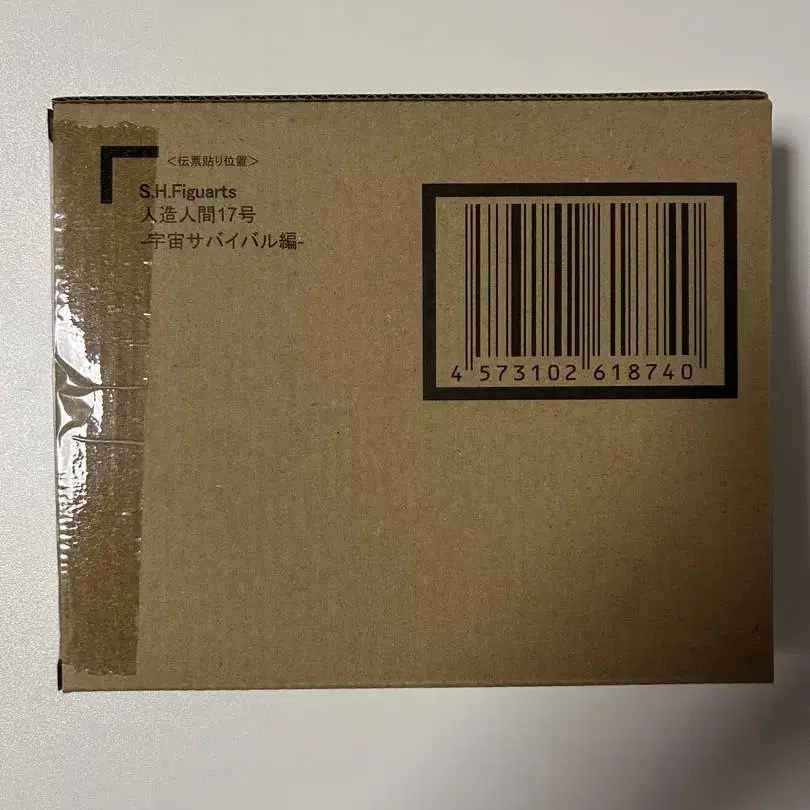 <伝票貼り位置>
S.H.Figuarts
人造人間17号
-宇宙サバイバル編-
4 573102 618740